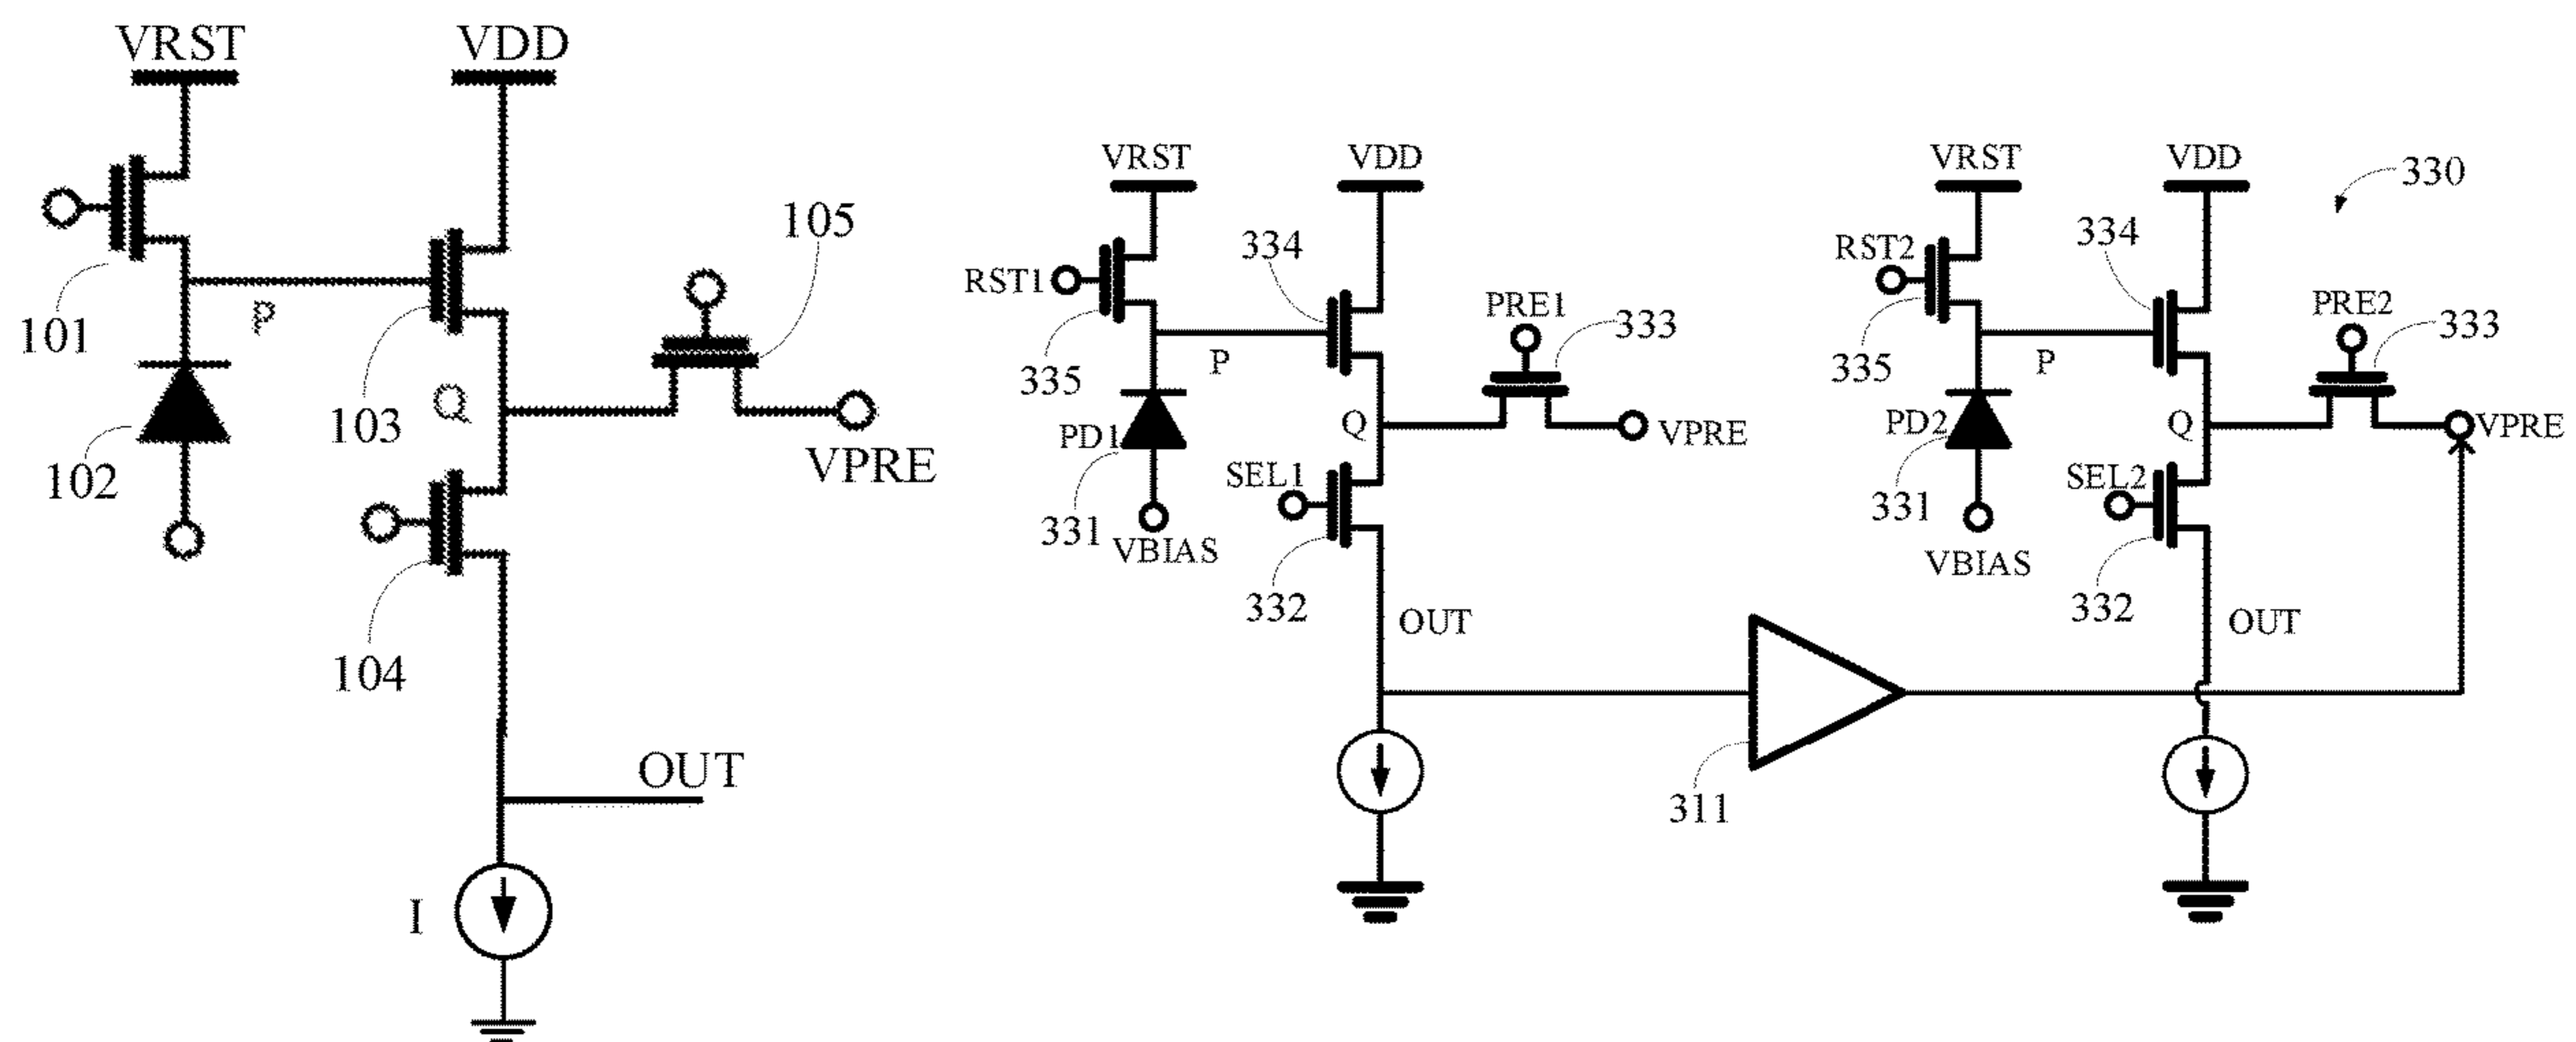 VRST VDD
101
P
103
105
Q
102
VPRE
104
OUT
I
VRST VDD VRST VDD
330
RST1 334 RST2 334
PRE1 333 PRE2 333
335 P 335 P
PD1 Q VPRE PD2 Q VPRE
SEL1 SEL2
331 VBIAS 331 VBIAS
332 OUT 332 OUT
311